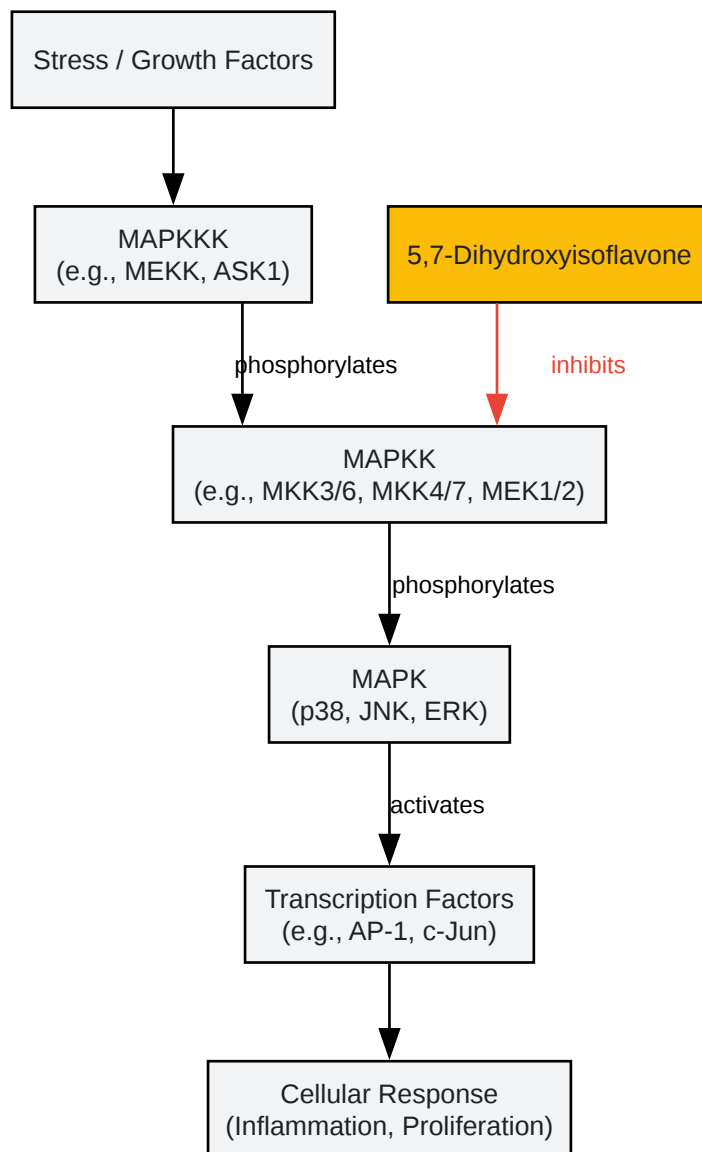 Stress / Growth Factors
MAPKKK
(e.g., MEKK, ASK1)
5,7-Dihydroxyisoflavone
phosphorylates
inhibits
MAPKK
(e.g., MKK3/6, MKK4/7, MEK1/2)
phosphorylates
MAPK
(p38, JNK, ERK)
activates
Transcription Factors
(e.g., AP-1, c-Jun)
Cellular Response
(Inflammation, Proliferation)